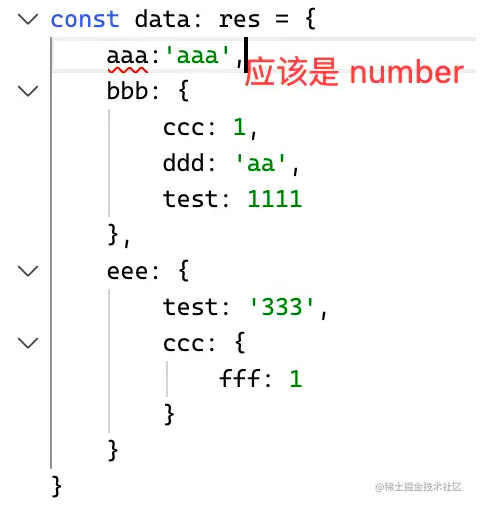 const data: res = {
    aaa:'aaa',应该是 number
    bbb: {
        ccc: 1,
        ddd: 'aa',
        test: 1111
    },
    eee: {
        test: '333',
        ccc: {
            fff: 1
        }
    }
}
@稀土掘金技术社区